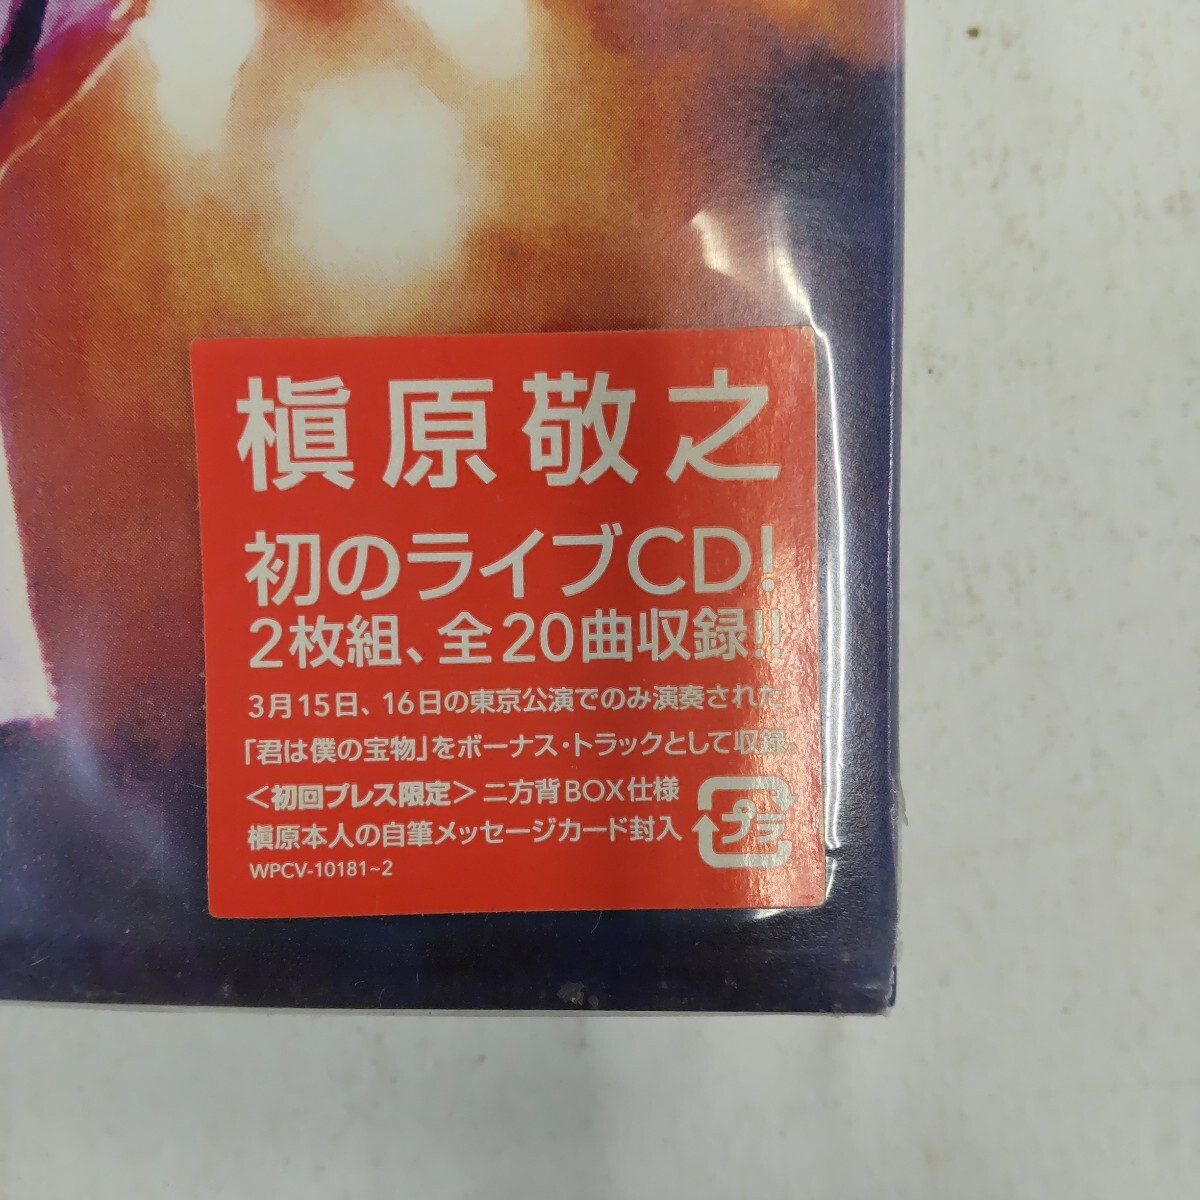 槇原敬之
初のライブCD!
2枚組、全20曲収録!!
3月15日、16日の東京公演でのみ演奏された
「君は僕の宝物」をボーナス・トラックとして収録。
＜初回プレス限定＞二方背BOX仕様
槇原本人の自筆メッセージカード封入
WPCV-10181~2
プラ